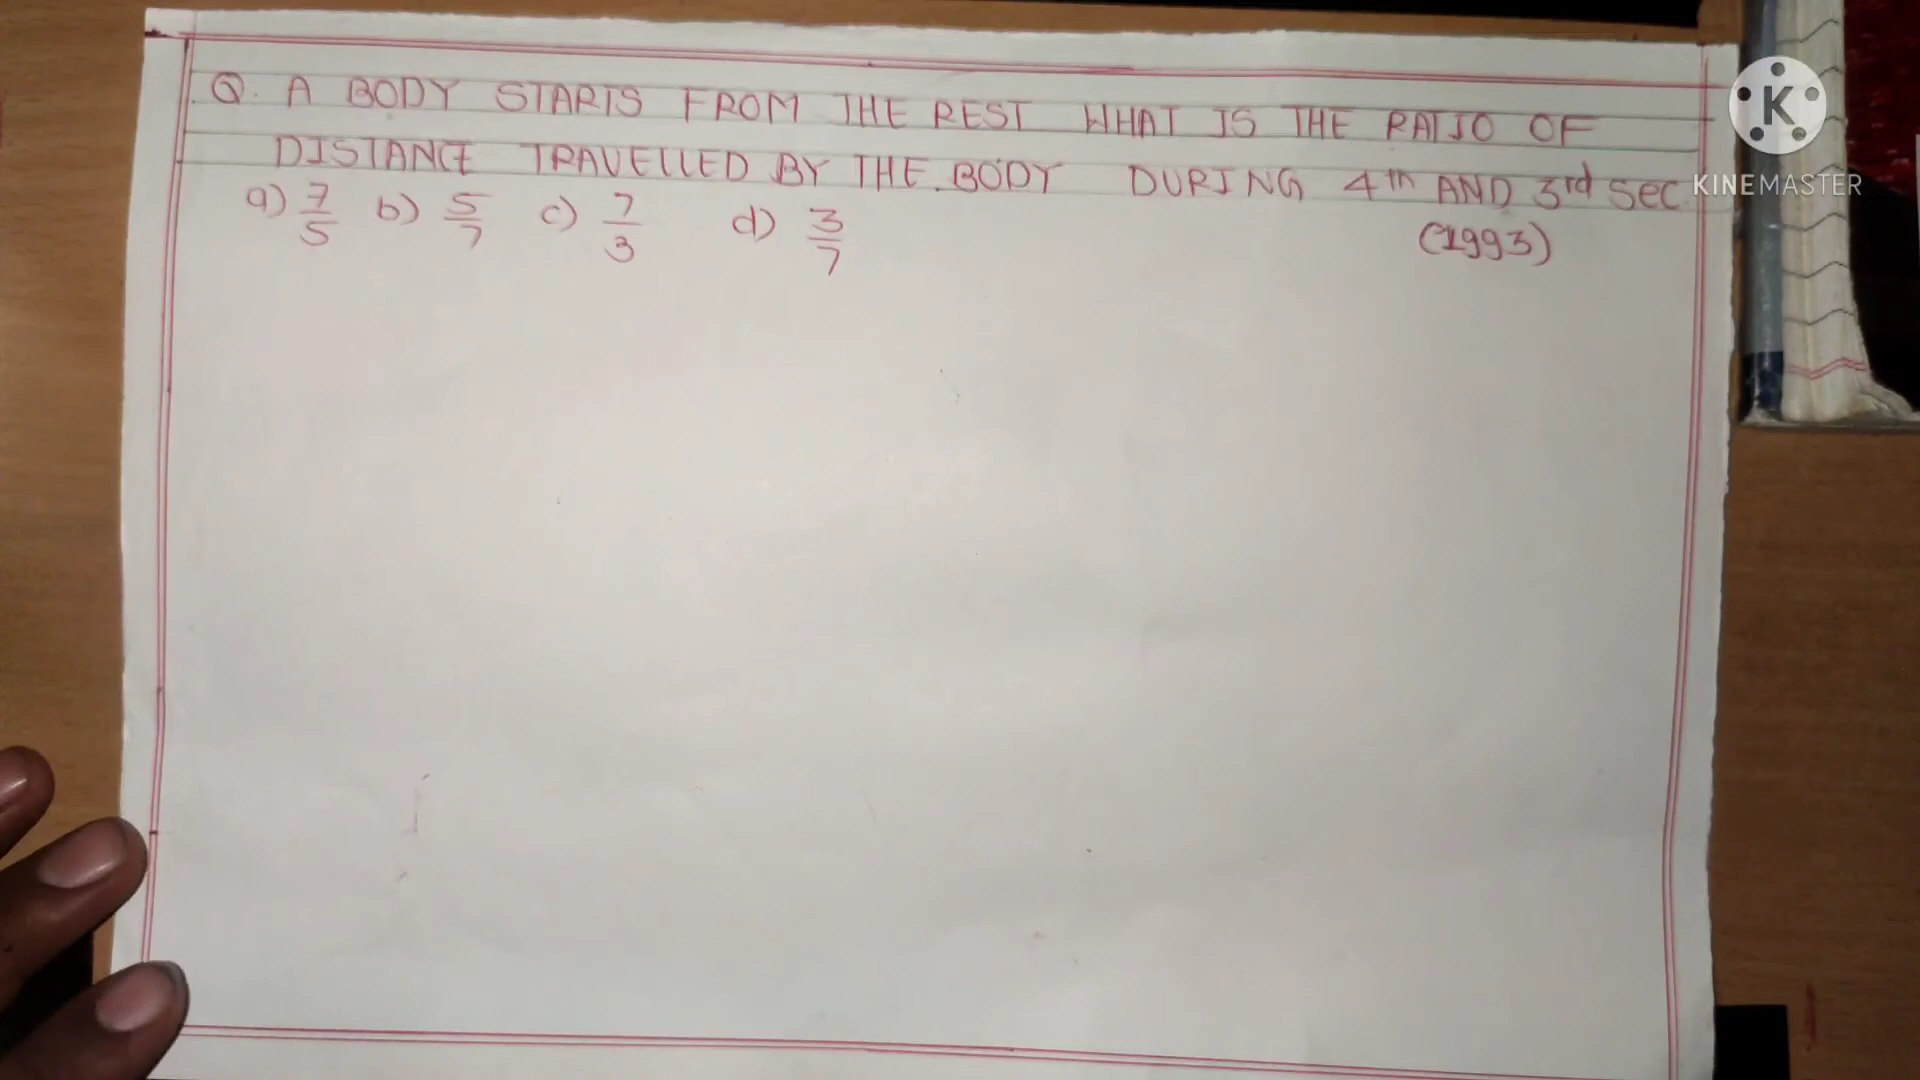 Q. A BODY STARTS FROM THE REST WHAT IS THE RATIO OF
DISTANCE TRAVELLED BY THE BODY DURING 4th AND 3rd SEC
a) 7/5 b) 5/7 c) 7/3 d) 3/7
(1993)
K
KINEMASTER